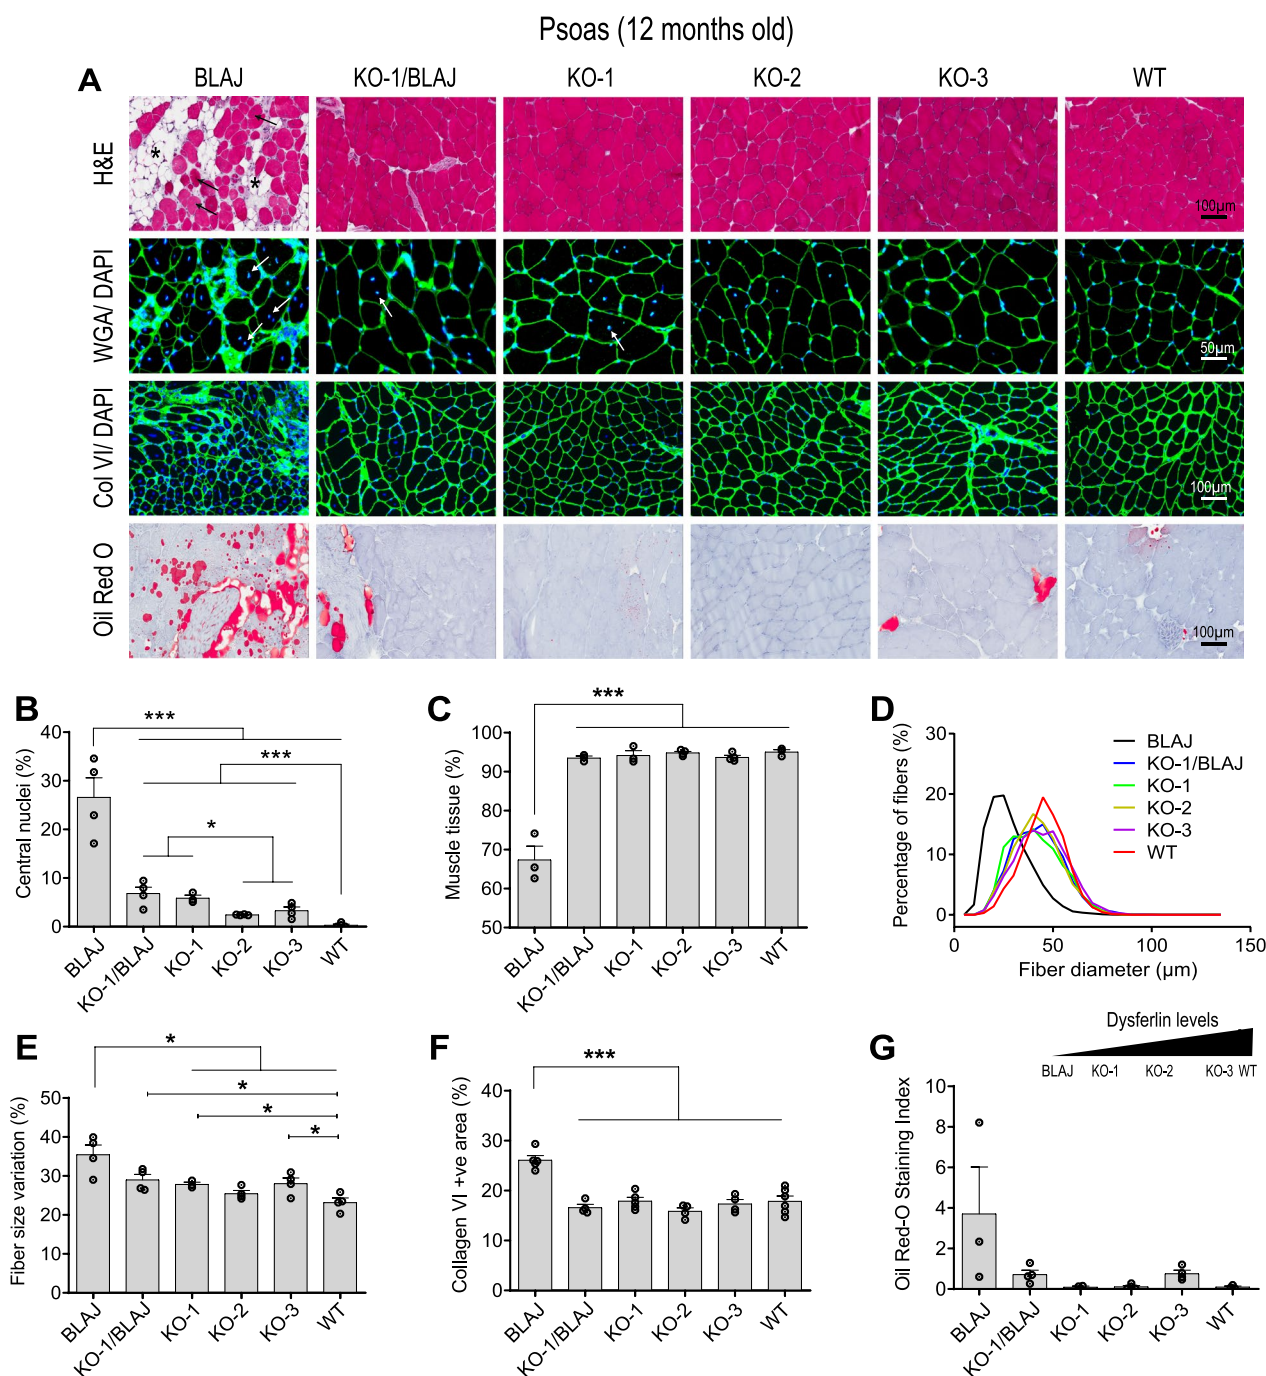 Psoas (12 months old)
A
BLAJ KO-1/BLAJ KO-1 KO-2 KO-3 WT
H&E
* *
100µm
WGA/ DAPI
50µm
Col VI/ DAPI
100µm
Oil Red O
100µm
B
Central nuclei (%)
40
30
20
10
0
***
***
*
BLAJ KO-1/BLAJ KO-1 KO-2 KO-3 WT
C
Muscle tissue (%)
100
90
80
70
60
50
***
BLAJ KO-1/BLAJ KO-1 KO-2 KO-3 WT
D
Percentage of fibers (%)
30
20
10
0
BLAJ
KO-1/BLAJ
KO-1
KO-2
KO-3
WT
0 50 100 150
Fiber diameter (µm)
E
Fiber size variation (%)
50
40
30
20
10
0
*
*
*
*
BLAJ KO-1/BLAJ KO-1 KO-2 KO-3 WT
F
Collagen VI +ve area (%)
40
30
20
10
0
***
BLAJ KO-1/BLAJ KO-1 KO-2 KO-3 WT
G
Dysferlin levels
BLAJ KO-1 KO-2 KO-3 WT
Oil Red-O Staining Index
10
8
6
4
2
0
BLAJ KO-1/BLAJ KO-1 KO-2 KO-3 WT